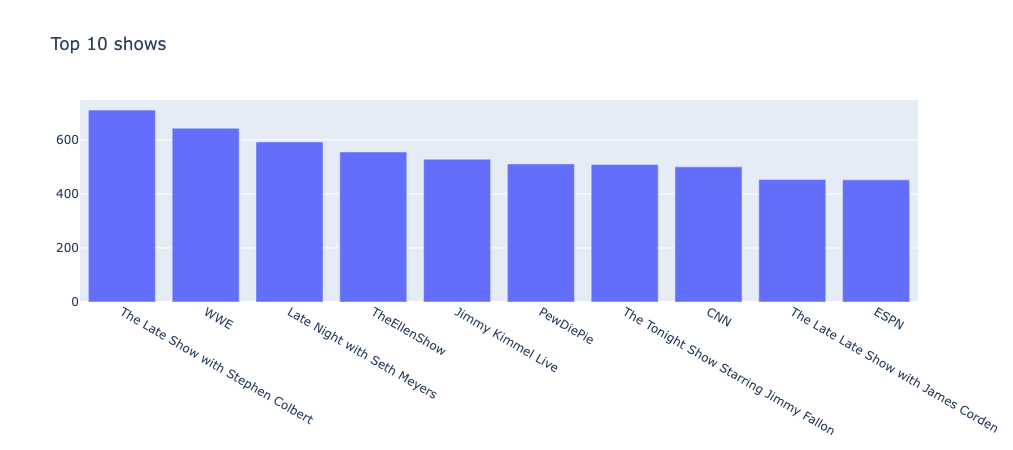 Top 10 shows
600
400
200
0
The Late Show with Stephen Colbert
WWE
Late Night with Seth Meyers
TheEllenShow
Jimmy Kimmel Live
PewDiePie
The Tonight Show Starring Jimmy Fallon
CNN
The Late Late Show with James Corden
ESPN